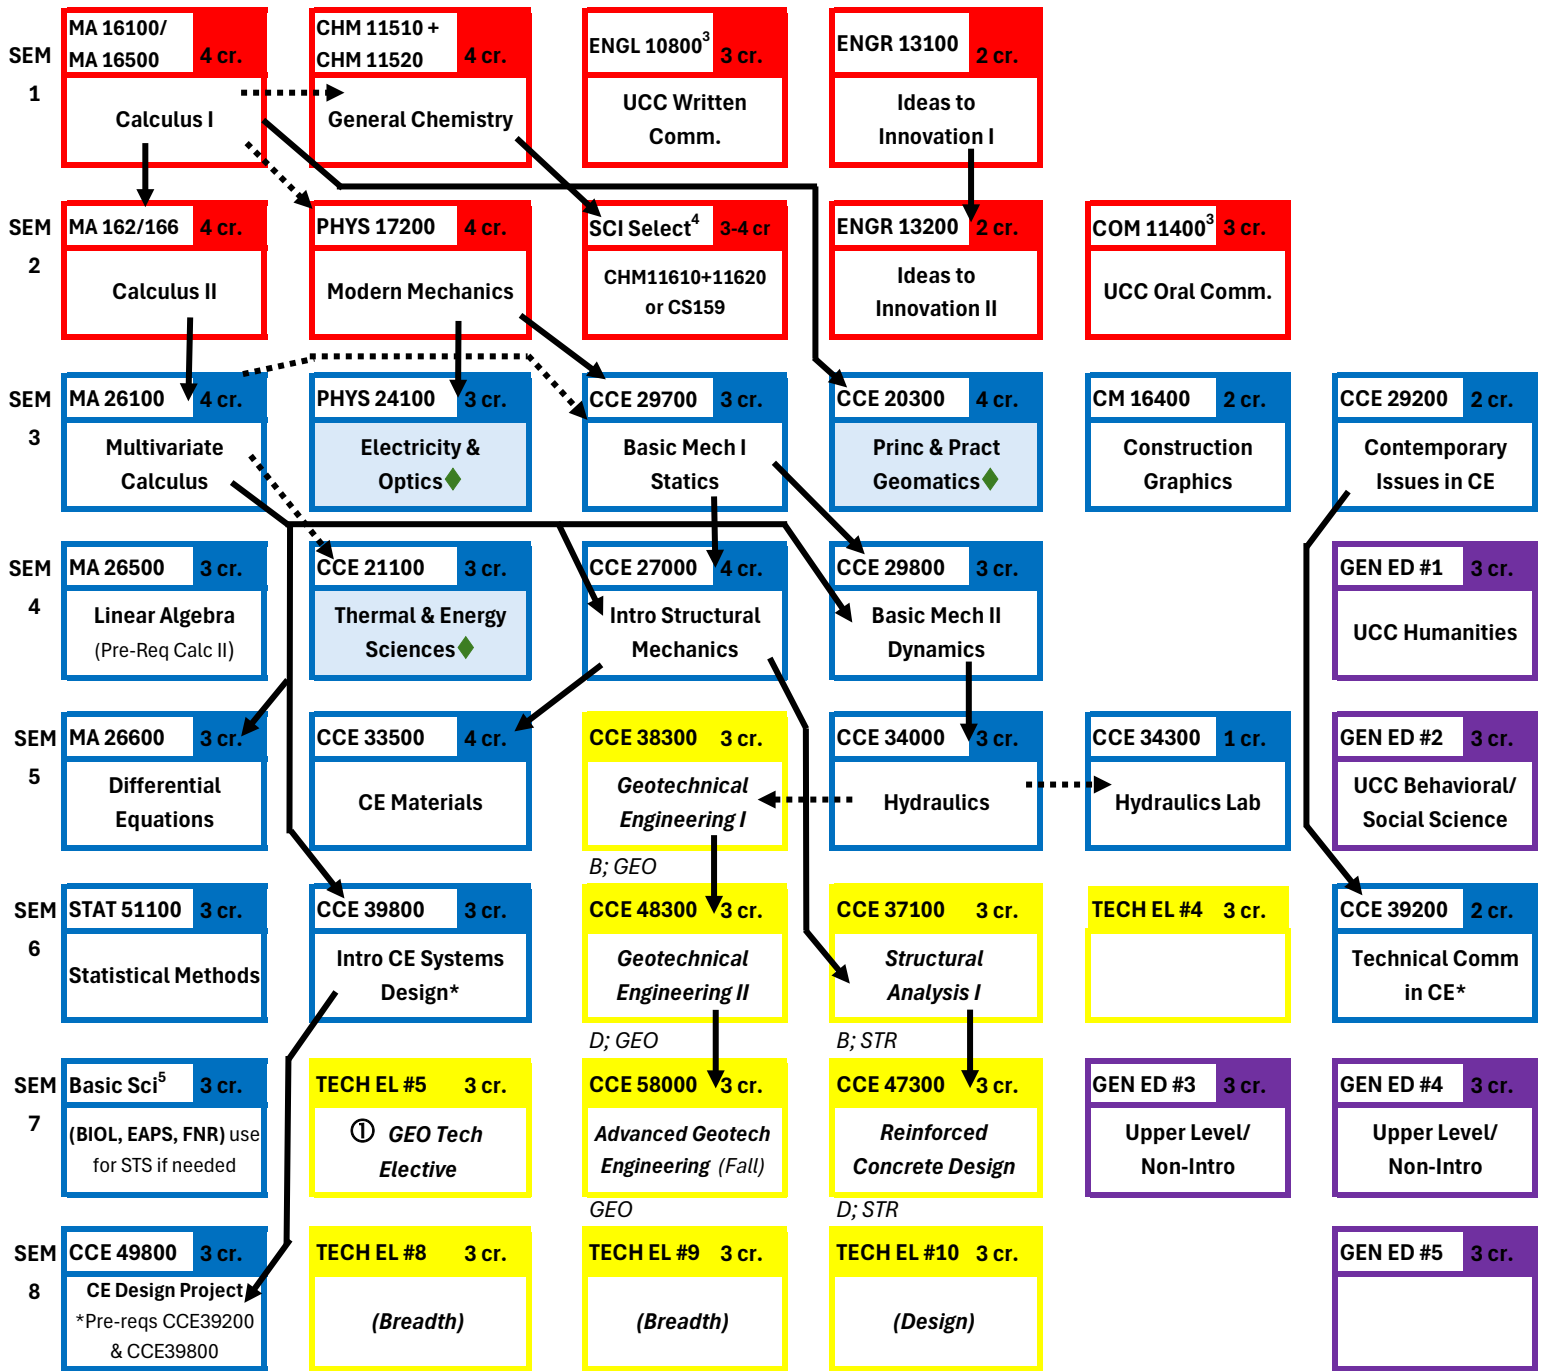 SEM
1
MA 16100/
MA 16500
4 cr.
Calculus I
CHM 11510 +
CHM 11520
4 cr.
General Chemistry
ENGL 10800³ 3 cr.
UCC Written
Comm.
ENGR 13100 2 cr.
Ideas to
Innovation I
SEM
2
MA 162/166 4 cr.
Calculus II
PHYS 17200 4 cr.
Modern Mechanics
SCI Select⁴ 3-4 cr
CHM11610+11620
or CS159
ENGR 13200 2 cr.
Ideas to
Innovation II
COM 11400³ 3 cr.
UCC Oral Comm.
SEM
3
MA 26100 4 cr.
Multivariate
Calculus
PHYS 24100 3 cr.
Electricity &
Optics♦
CCE 29700 3 cr.
Basic Mech I
Statics
CCE 20300 4 cr.
Princ & Pract
Geomatics♦
CM 16400 2 cr.
Construction
Graphics
CCE 29200 2 cr.
Contemporary
Issues in CE
SEM
4
MA 26500 3 cr.
Linear Algebra
(Pre-Req Calc II)
CCE 21100 3 cr.
Thermal & Energy
Sciences♦
CCE 27000 4 cr.
Intro Structural
Mechanics
CCE 29800 3 cr.
Basic Mech II
Dynamics
GEN ED #1 3 cr.
UCC Humanities
SEM
5
MA 26600 3 cr.
Differential
Equations
CCE 33500 4 cr.
CE Materials
CCE 38300 3 cr.
Geotechnical
Engineering I
B; GEO
CCE 34000 3 cr.
Hydraulics
CCE 34300 1 cr.
Hydraulics Lab
GEN ED #2 3 cr.
UCC Behavioral/
Social Science
SEM
6
STAT 51100 3 cr.
Statistical Methods
CCE 39800 3 cr.
Intro CE Systems
Design*
CCE 48300 3 cr.
Geotechnical
Engineering II
D; GEO
CCE 37100 3 cr.
Structural
Analysis I
B; STR
TECH EL #4 3 cr.
CCE 39200 2 cr.
Technical Comm
in CE*
SEM
7
Basic Sci⁵ 3 cr.
(BIOL, EAPS, FNR) use
for STS if needed
TECH EL #5 3 cr.
① GEO Tech
Elective
CCE 58000 3 cr.
Advanced Geotech
Engineering (Fall)
GEO
CCE 47300 3 cr.
Reinforced
Concrete Design
D; STR
GEN ED #3 3 cr.
Upper Level/
Non-Intro
GEN ED #4 3 cr.
Upper Level/
Non-Intro
SEM
8
CCE 49800 3 cr.
CE Design Project
*Pre-reqs CCE39200
& CCE39800
TECH EL #8 3 cr.
(Breadth)
TECH EL #9 3 cr.
(Breadth)
TECH EL #10 3 cr.
(Design)
GEN ED #5 3 cr.